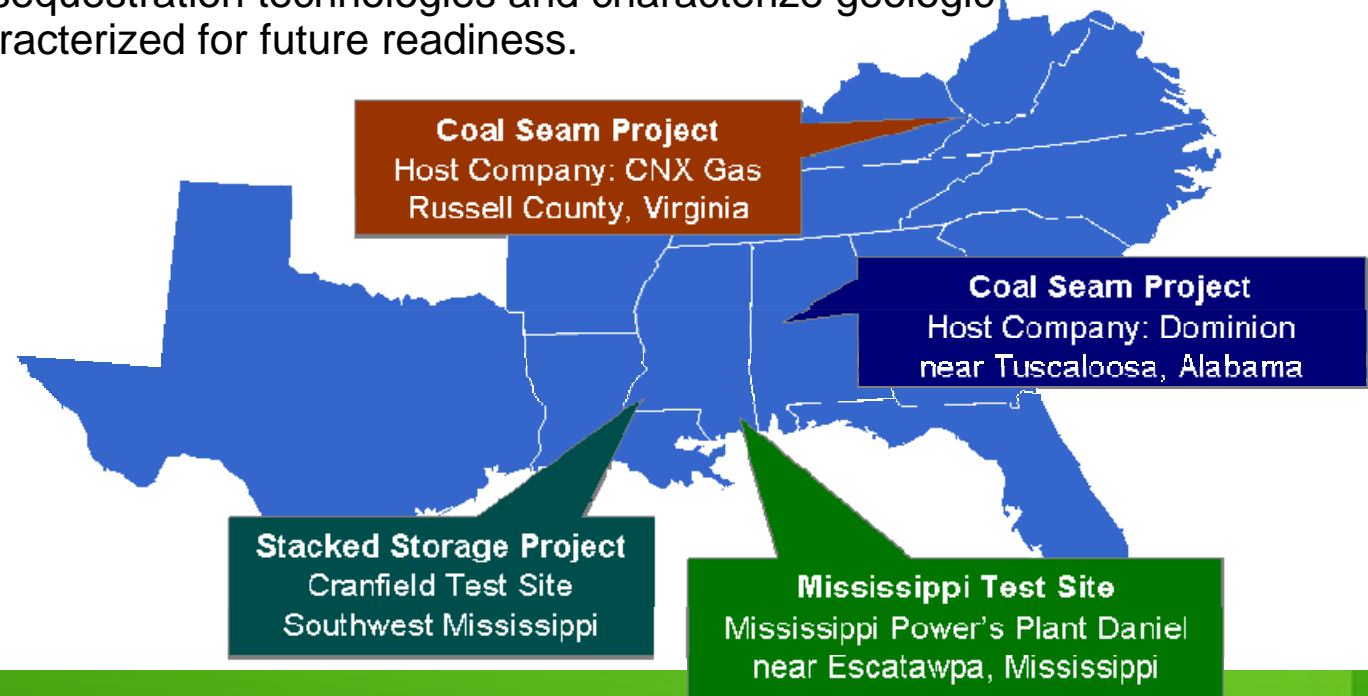 sequestration technologies and characterize geologic
racterized for future readiness.
Coal Seam Project
Host Company: CNX Gas
Russell County, Virginia
Coal Seam Project
Host Company: Dominion
near Tuscaloosa, Alabama
Stacked Storage Project
Cranfield Test Site
Southwest Mississippi
Mississippi Test Site
Mississippi Power’s Plant Daniel
near Escatawpa, Mississippi